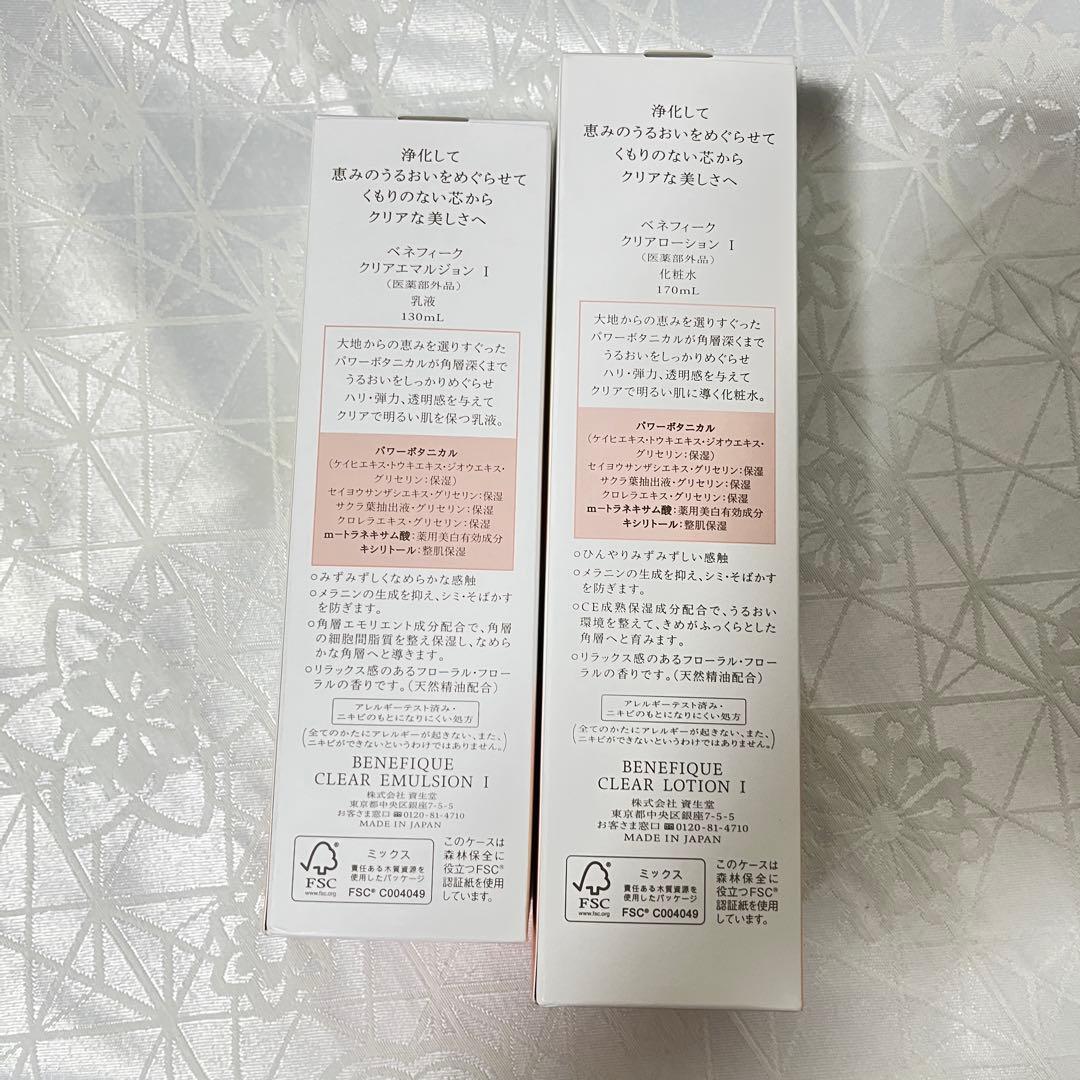 浄化して
恵みのうるおいをめぐらせて
くもりのない芯から
クリアな美しさへ
ベネフィーク
クリアエマルジョン I
（医薬部外品）
乳液
130mL
大地からの恵みを選りすぐった
パワーボタニカルが角層深くまで
うるおいをしっかりめぐらせ
ハリ・弾力、透明感を与えて
クリアで明るい肌を保つ乳液。
パワーボタニカル
（ケイヒエキス・トウキエキス・ジオウエキス・
グリセリン：保湿）
セイヨウサンザシエキス・グリセリン：保湿
サクラ葉抽出液・グリセリン：保湿
クロレラエキス・グリセリン：保湿
m-トラネキサム酸：薬用美白有効成分
キシリトール：整肌保湿
○みずみずしくなめらかな感触
○メラニンの生成を抑え、シミ・そばかす
を防ぎます。
○角層エモリエント成分配合で、角層
の細胞間脂質を整え保湿し、なめら
かな角層へと導きます。
○リラックス感のあるフローラル・フロー
ラルの香りです。（天然精油配合）
アレルギーテスト済み・
ニキビのもとになりにくい処方
（全てのかたにアレルギーが起きない、また、
ニキビができないというわけではありません。）
BENEFIQUE
CLEAR EMULSION I
株式会社 資生堂
東京都中央区銀座7-5-5
お客さま窓口 0120-81-4710
MADE IN JAPAN
FSC
www.fsc.org
ミックス
責任ある木質資源を
使用したパッケージ
FSC® C004049
このケースは
森林保全に
役立つFSC®
認証紙を使用
しています。
浄化して
恵みのうるおいをめぐらせて
くもりのない芯から
クリアな美しさへ
ベネフィーク
クリアローション I
（医薬部外品）
化粧水
170mL
大地からの恵みを選りすぐった
パワーボタニカルが角層深くまで
うるおいをしっかりめぐらせ
ハリ・弾力、透明感を与えて
クリアで明るい肌に導く化粧水。
パワーボタニカル
（ケイヒエキス・トウキエキス・ジオウエキス・
グリセリン：保湿）
セイヨウサンザシエキス・グリセリン：保湿
サクラ葉抽出液・グリセリン：保湿
クロレラエキス・グリセリン：保湿
m-トラネキサム酸：薬用美白有効成分
キシリトール：整肌保湿
○ひんやりみずみずしい感触
○メラニンの生成を抑え、シミ・そばかす
を防ぎます。
○CE成熟保湿成分配合で、うるおい
環境を整えて、きめがふっくらとした
角層へと育みます。
○リラックス感のあるフローラル・フロー
ラルの香りです。（天然精油配合）
アレルギーテスト済み・
ニキビのもとになりにくい処方
（全てのかたにアレルギーが起きない、また、
ニキビができないというわけではありません。）
BENEFIQUE
CLEAR LOTION I
株式会社 資生堂
東京都中央区銀座7-5-5
お客さま窓口 0120-81-4710
MADE IN JAPAN
FSC
www.fsc.org
ミックス
責任ある木質資源を
使用したパッケージ
FSC® C004049
このケースは
森林保全に
役立つFSC®
認証紙を使用
しています。